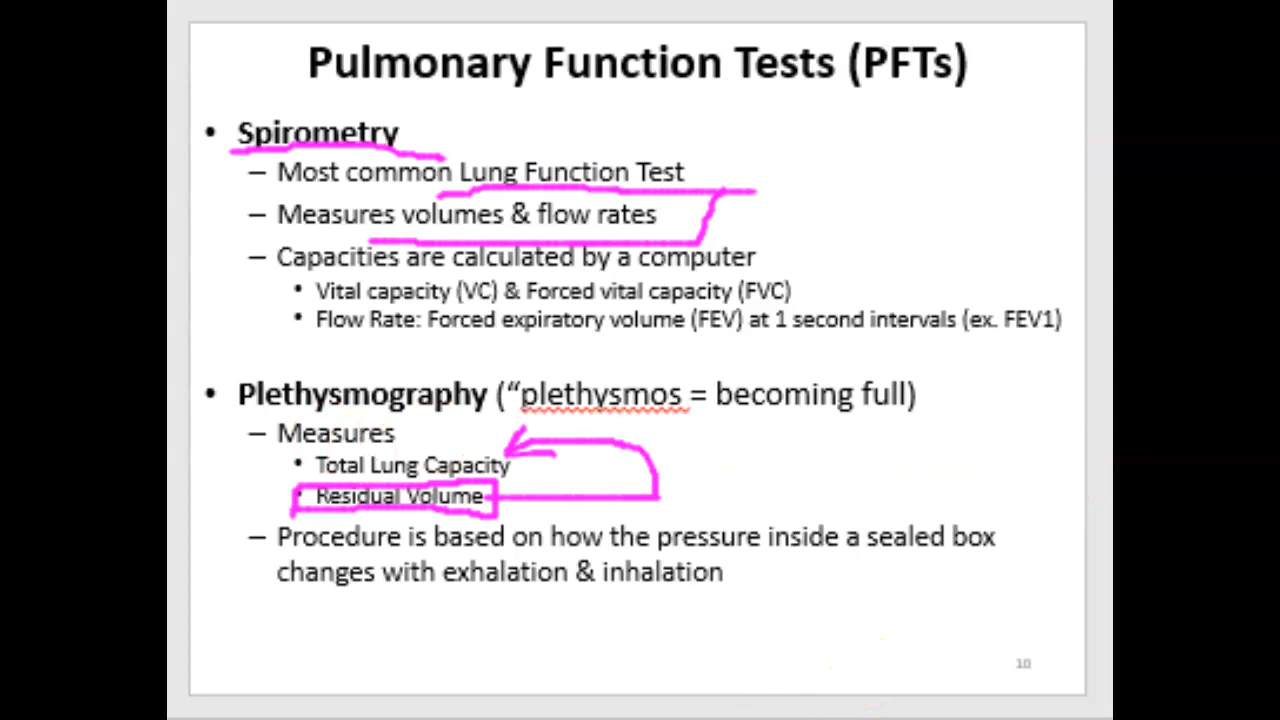 Pulmonary Function Tests (PFTs)
• Spirometry
– Most common Lung Function Test
– Measures volumes & flow rates
– Capacities are calculated by a computer
• Vital capacity (VC) & Forced vital capacity (FVC)
• Flow Rate: Forced expiratory volume (FEV) at 1 second intervals (ex. FEV1)
• Plethysmography (“plethysmos = becoming full)
– Measures
• Total Lung Capacity
• Residual Volume
– Procedure is based on how the pressure inside a sealed box
changes with exhalation & inhalation
10